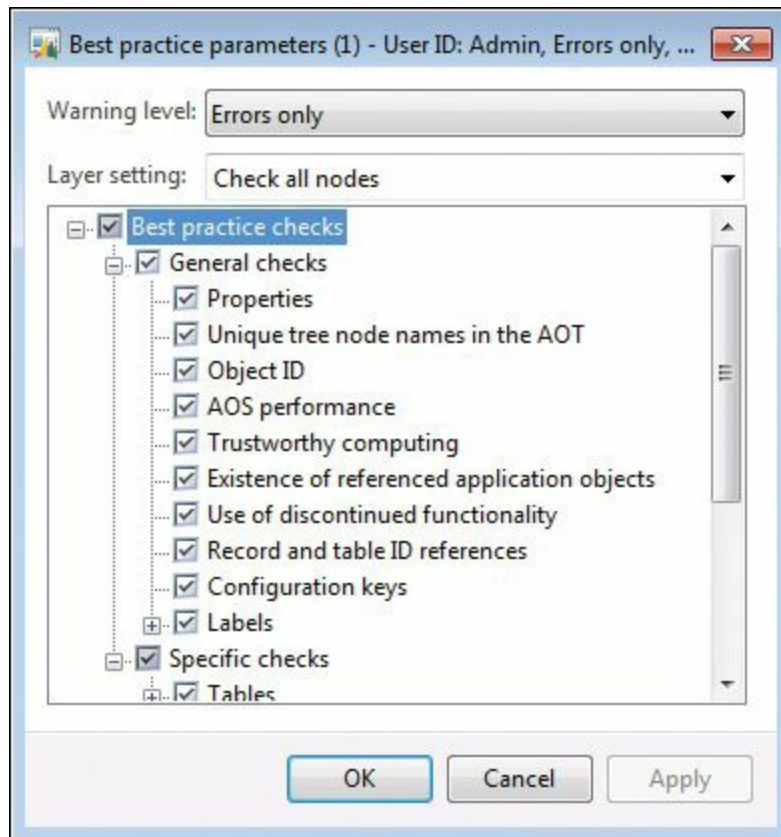 Best practice parameters (1) - User ID: Admin, Errors only, ...
Warning level: Errors only
Layer setting: Check all nodes
Best practice checks
General checks
Properties
Unique tree node names in the AOT
Object ID
AOS performance
Trustworthy computing
Existence of referenced application objects
Use of discontinued functionality
Record and table ID references
Configuration keys
Labels
Specific checks
Tables
OK Cancel Apply